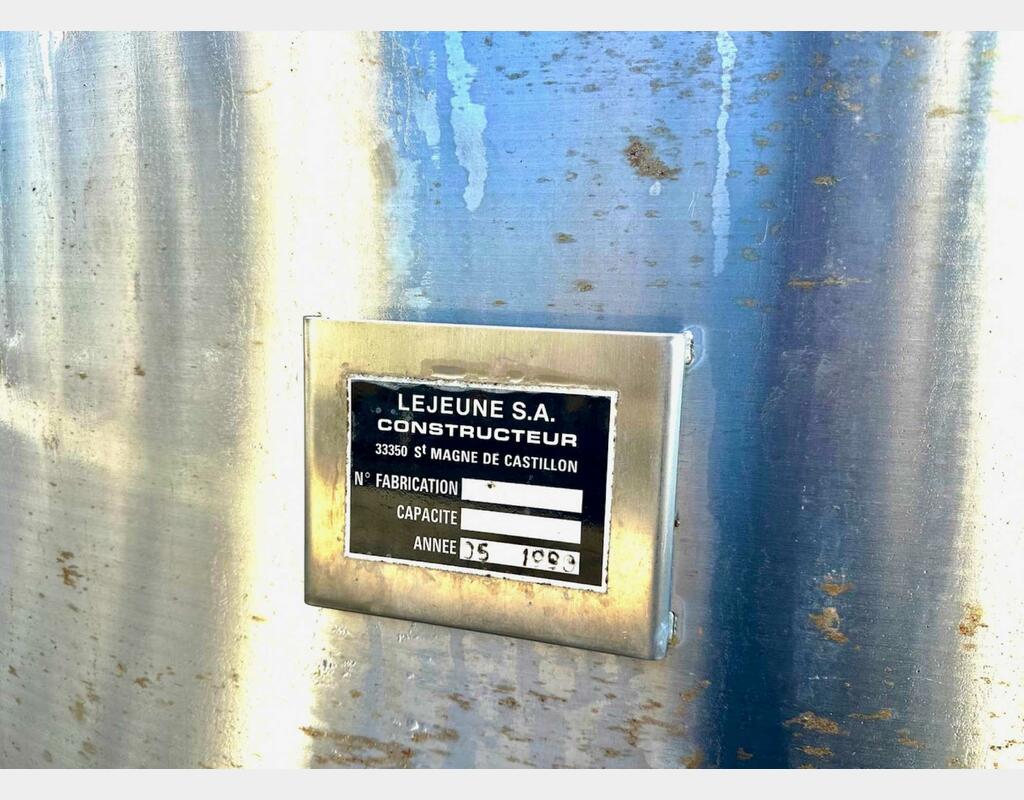 LEJEUNE S.A.
CONSTRUCTEUR
33350 St MAGNE DE CASTILLON
N° FABRICATION
CAPACITE
ANNEE